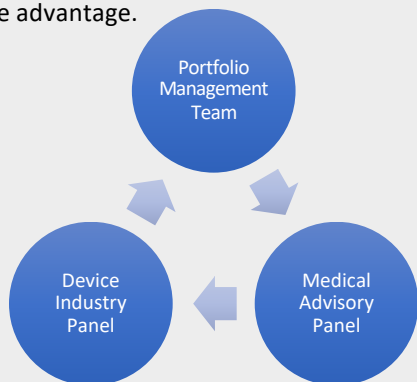 e advantage.
Portfolio
Management
Team
Device
Industry
Panel
Medical
Advisory
Panel